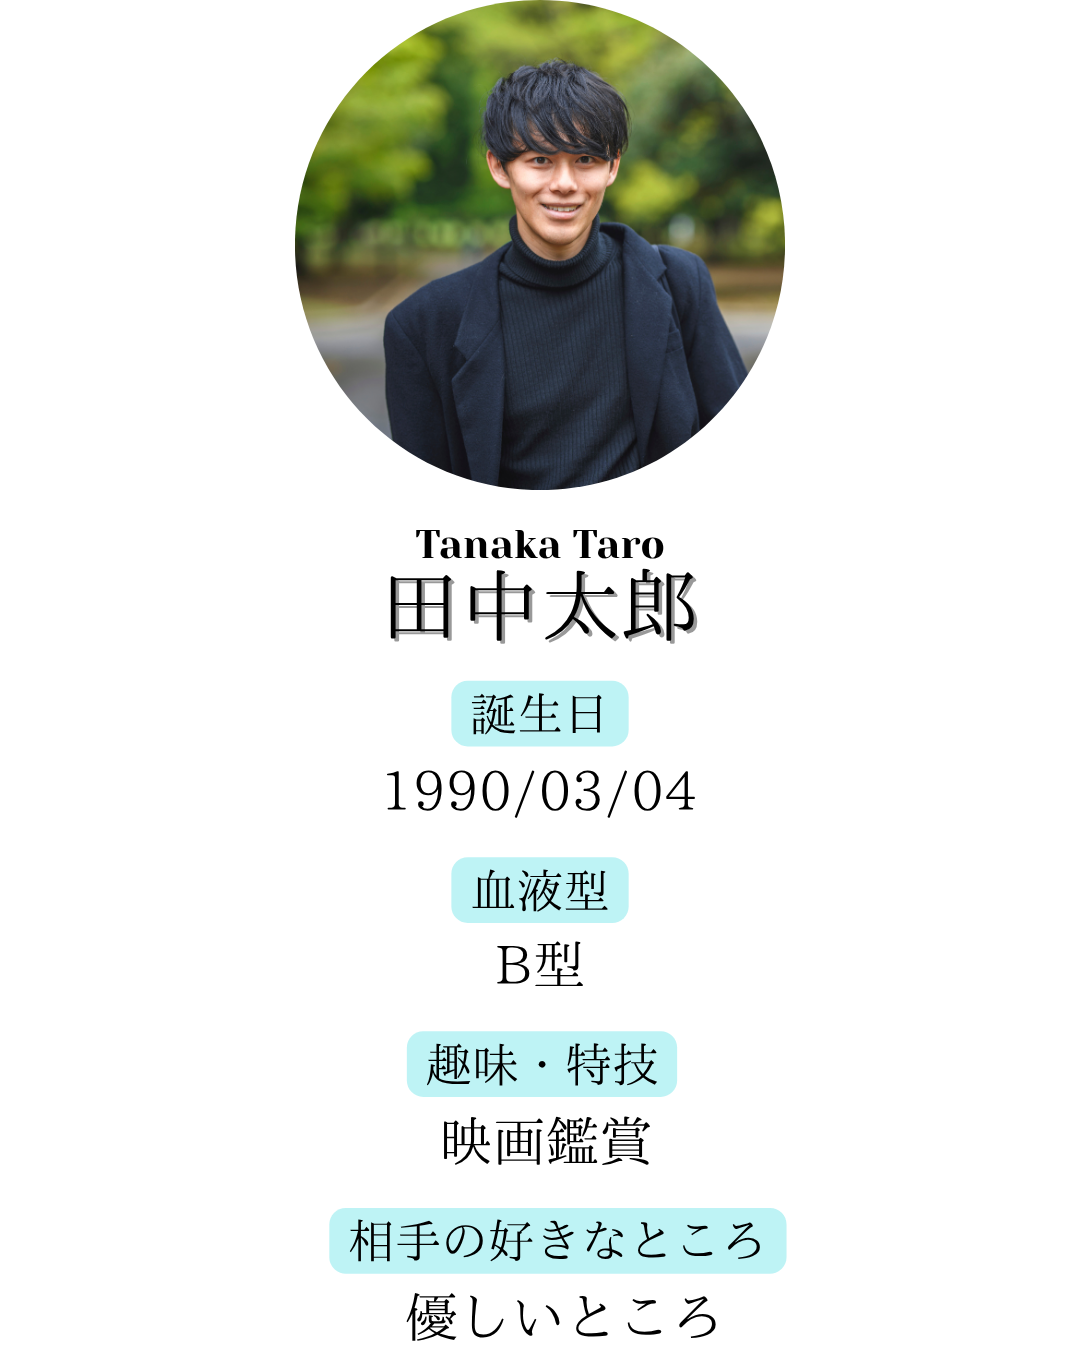 Tanaka Taro
田中太郎
誕生日
1990/03/04
血液型
B型
趣味・特技
映画鑑賞
相手の好きなところ
優しいところ